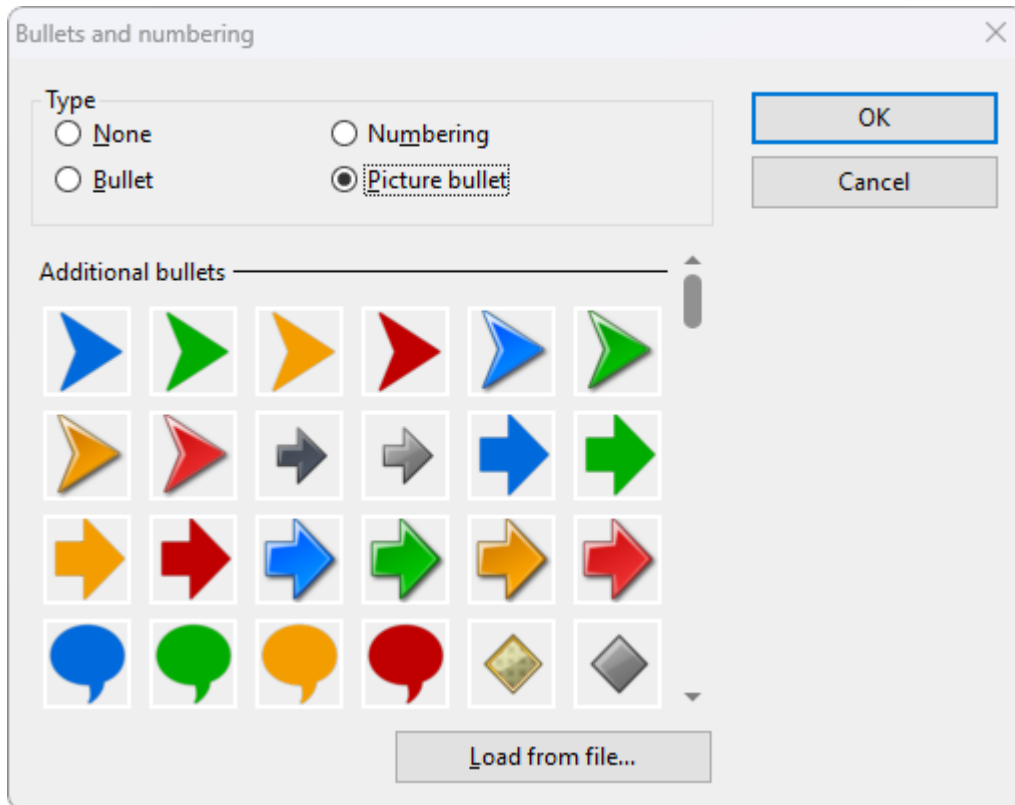 Bullets and numbering
Type
None
Numbering
Bullet
Picture bullet
OK
Cancel
Additional bullets
Load from file...